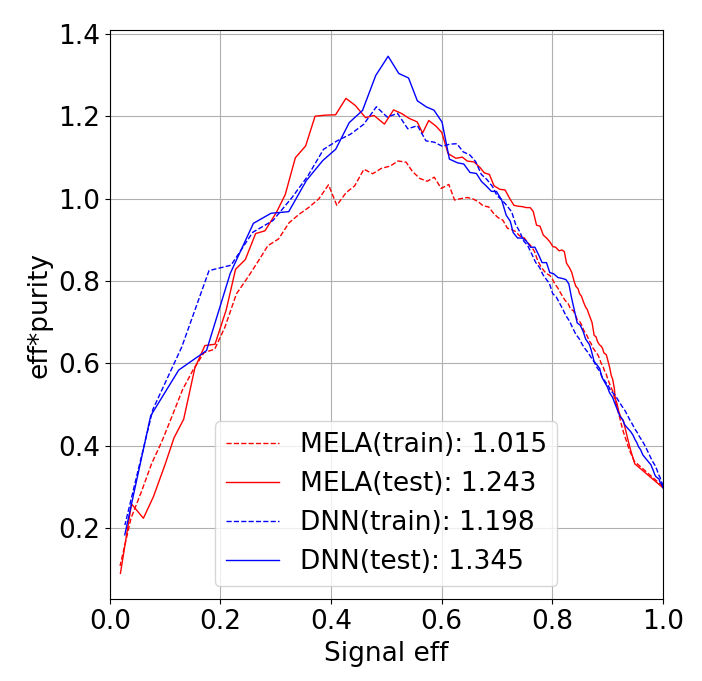 1.4
1.2
1.0
0.8
0.6
0.4
0.2
eff*purity
MELA(train): 1.015
MELA(test): 1.243
DNN(train): 1.198
DNN(test): 1.345
0.0 0.2 0.4 0.6 0.8 1.0
Signal eff